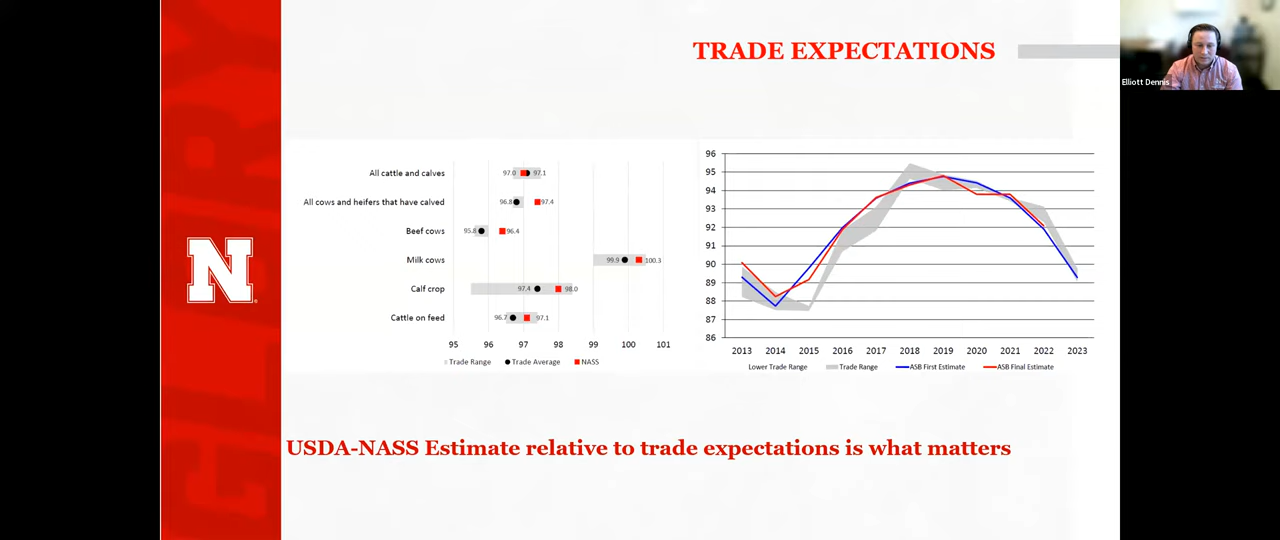 TRADE EXPECTATIONS
Elliott Dennis
All cattle and calves 97.0 97.1
All cows and heifers that have calved 96.8 97.4
Beef cows 95.8 96.4
Milk cows 99.9 100.3
Calf crop 97.4 98.0
Cattle on feed 96.7 97.1
95 96 97 98 99 100 101
Trade Range Trade Average NASS
96
95
94
93
92
91
90
89
88
87
86
2013 2014 2015 2016 2017 2018 2019 2020 2021 2022 2023
Lower Trade Range Trade Range ASB First Estimate ASB Final Estimate
N
USDA-NASS Estimate relative to trade expectations is what matters
GLORY